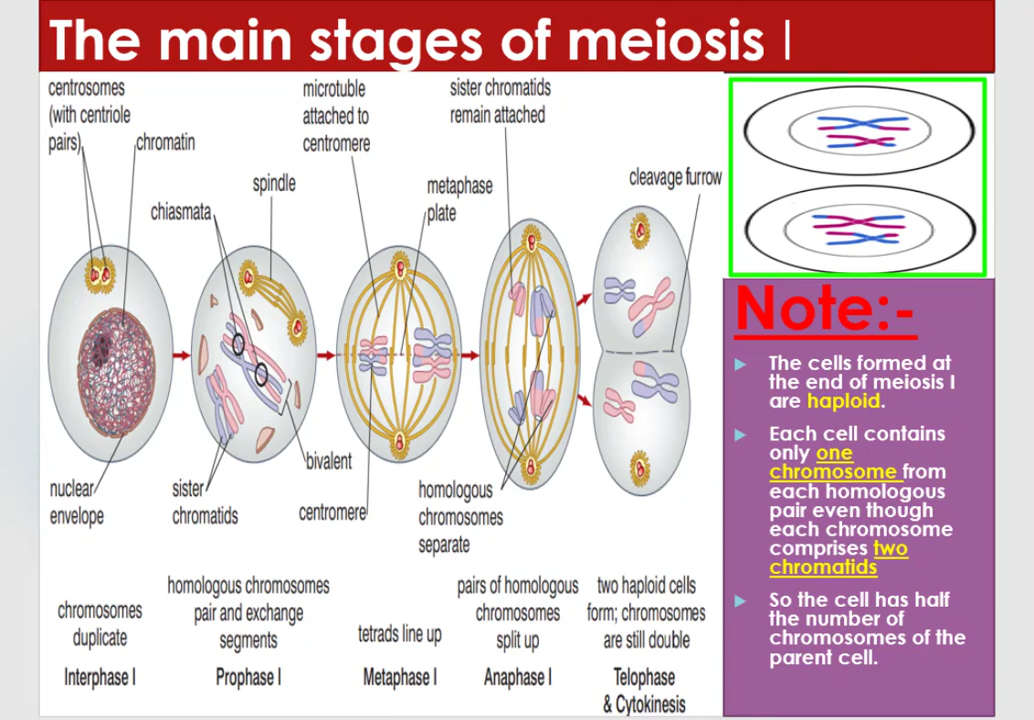 The main stages of meiosis I
centrosomes
(with centriole
pairs)
chromatin
microtuble
attached to
centromere
sister chromatids
remain attached
spindle
chiasmata
metaphase
plate
cleavage furrow
nuclear
envelope
sister
chromatids
bivalent
centromere
homologous
chromosomes
separate
chromosomes
duplicate
Interphase I
homologous chromosomes
pair and exchange
segments
Prophase I
tetrads line up
Metaphase I
pairs of homologous
chromosomes
split up
Anaphase I
two haploid cells
form; chromosomes
are still double
Telophase
& Cytokinesis
Note:-
The cells formed at
the end of meiosis I
are haploid.
Each cell contains
only one
chromosome from
each homologous
pair even though
each chromosome
comprises two
chromatids
So the cell has half
the number of
chromosomes of the
parent cell.